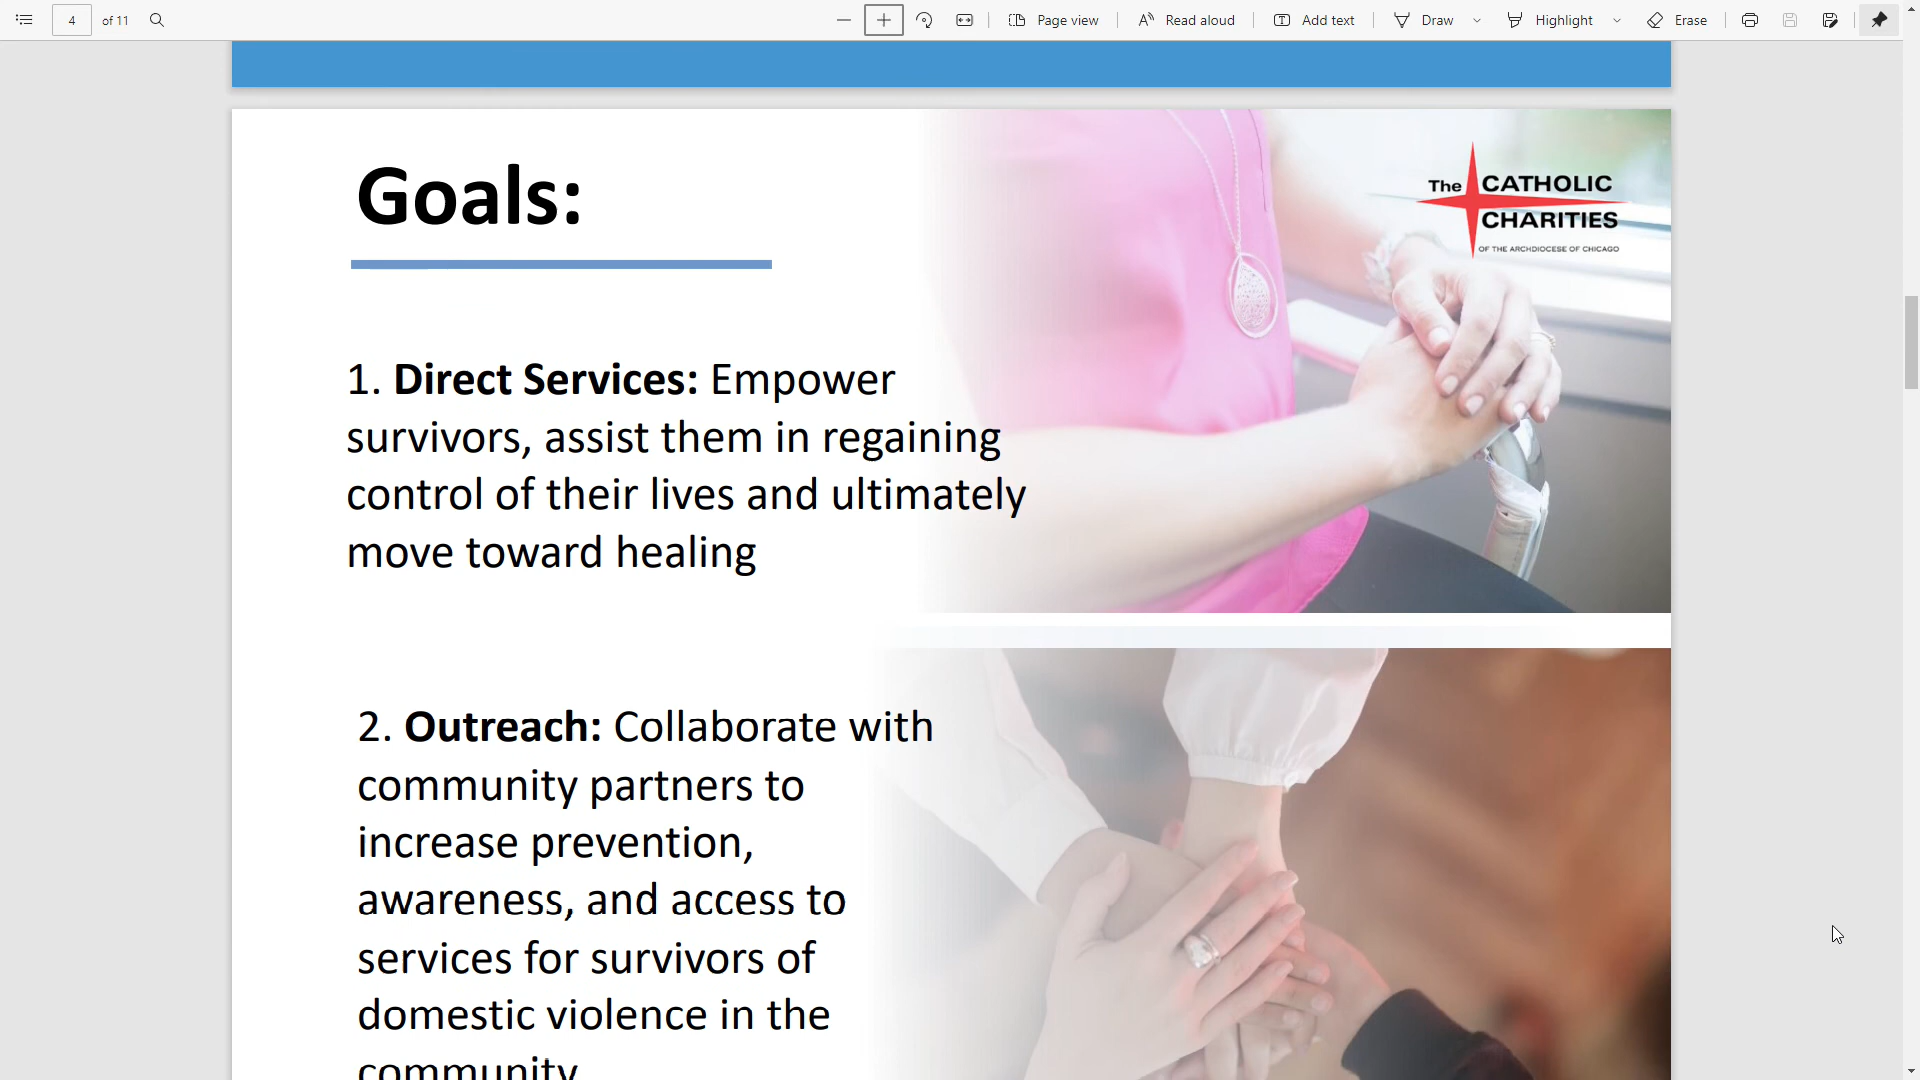 4 of 11 Page view Read aloud Add text Draw Highlight Erase
Goals:
The CATHOLIC
CHARITIES
OF THE ARCHDIOCESE OF CHICAGO
1. Direct Services: Empower
survivors, assist them in regaining
control of their lives and ultimately
move toward healing
2. Outreach: Collaborate with
community partners to
increase prevention,
awareness, and access to
services for survivors of
domestic violence in the
community